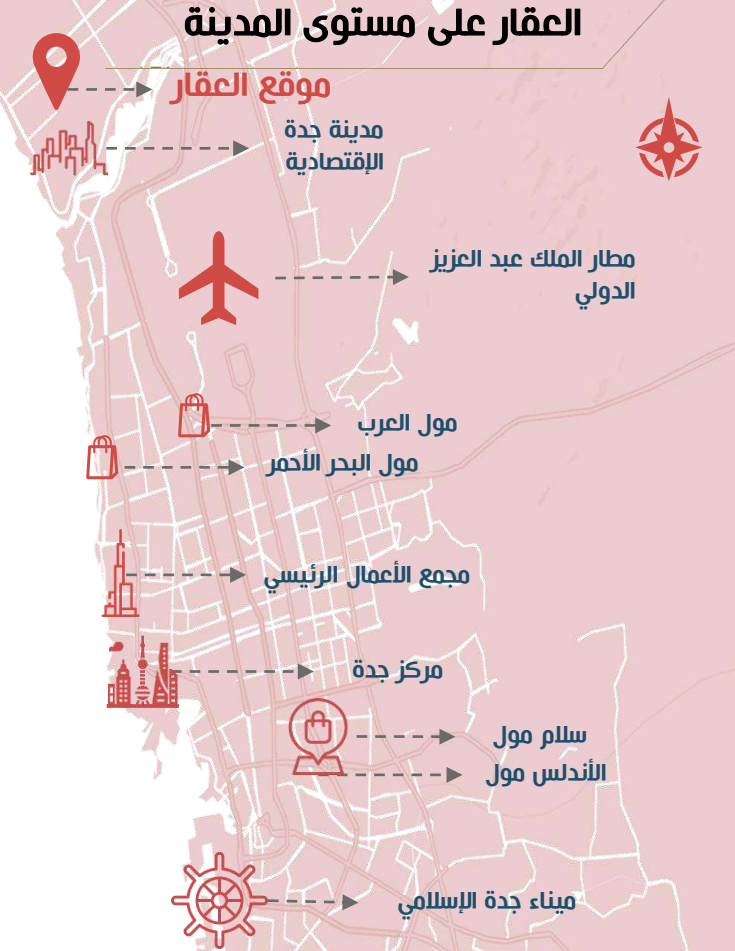 العقار على مستوى المدينة
موقع العقار
مدينة جدة
الإقتصادية
مطار الملك عبد العزيز
الدولي
مول العرب
مول البحر الأحمر
مجمع الأعمال الرئيسي
مركز جدة
سلام مول
الأندلس مول
ميناء جدة الإسلامي